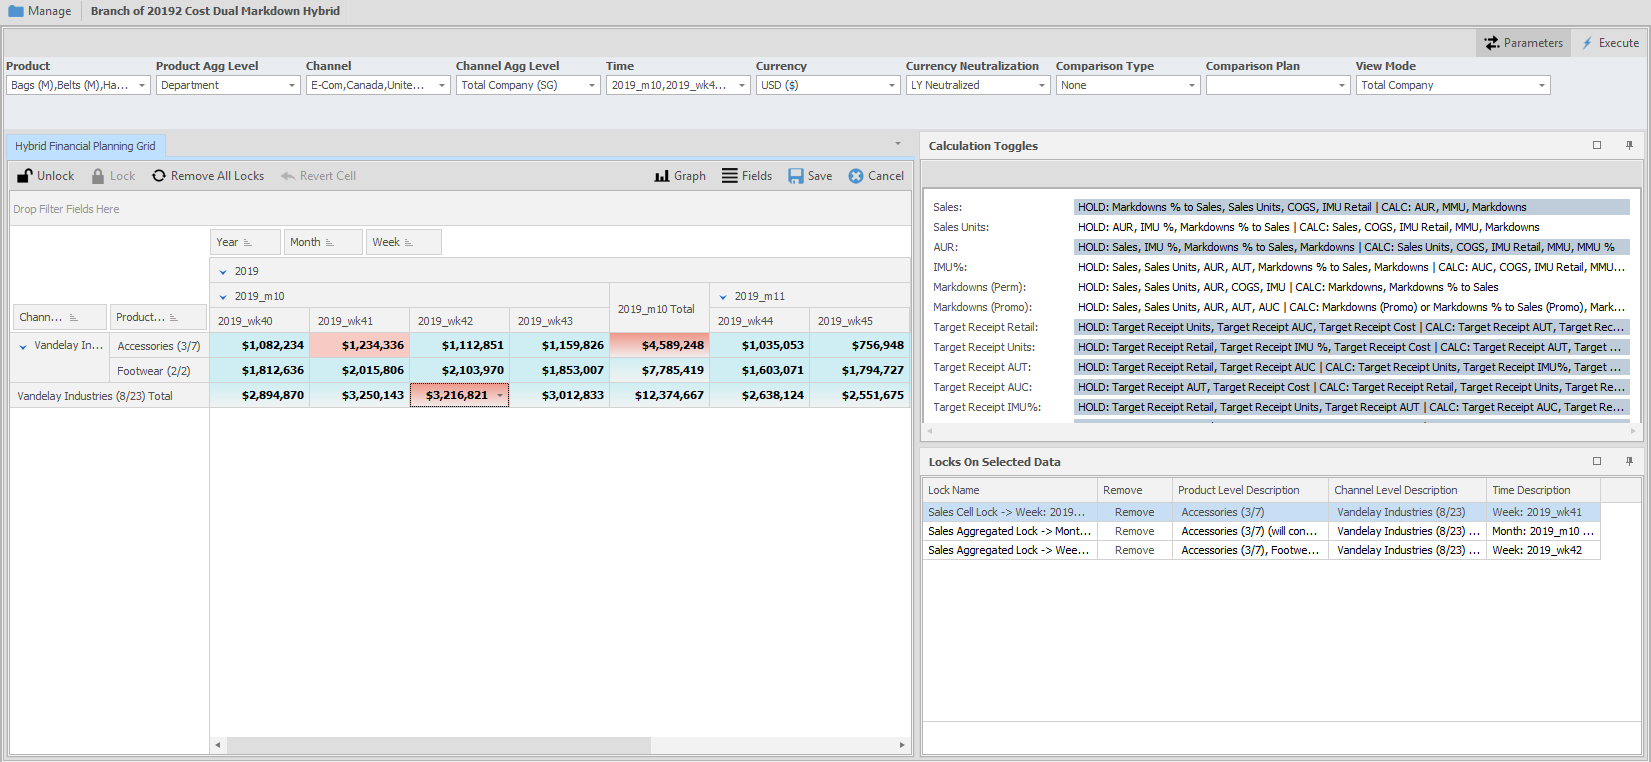 Manage Branch of 20192 Cost Dual Markdown Hybrid
Parameters Execute
Product Product Agg Level Channel Channel Agg Level Time Currency Currency Neutralization Comparison Type Comparison Plan View Mode
Bags (M),Belts (M),Ha... Department E-Com,Canada,Unite... Total Company (SG) 2019_m10,2019_wk4... USD ($) LY Neutralized None Total Company
Hybrid Financial Planning Grid
Unlock Lock Remove All Locks Revert Cell Graph Fields Save Cancel
Drop Filter Fields Here
Year Month Week
2019
2019_m10 2019_m10 Total 2019_m11
Chann... Product... 2019_wk40 2019_wk41 2019_wk42 2019_wk43 2019_wk44 2019_wk45
Vandelay In... Accessories (3/7) $1,082,234 $1,234,336 $1,112,851 $1,159,826 $4,589,248 $1,035,053 $756,948
Footwear (2/2) $1,812,636 $2,015,806 $2,103,970 $1,853,007 $7,785,419 $1,603,071 $1,794,727
Vandelay Industries (8/23) Total $2,894,870 $3,250,143 $3,216,821 $3,012,833 $12,374,667 $2,638,124 $2,551,675
Calculation Toggles
Sales: HOLD: Markdowns % to Sales, Sales Units, COGS, IMU Retail | CALC: AUR, MMU, Markdowns
Sales Units: HOLD: AUR, IMU %, Markdowns % to Sales | CALC: Sales, COGS, IMU Retail, MMU, Markdowns
AUR: HOLD: Sales, IMU %, Markdowns % to Sales, Markdowns | CALC: Sales Units, COGS, IMU Retail, MMU, MMU %
IMU%: HOLD: Sales, Sales Units, AUR, AUT, Markdowns % to Sales, Markdowns | CALC: AUC, COGS, IMU Retail, MMU...
Markdowns (Perm): HOLD: Sales, Sales Units, AUR, COGS, IMU | CALC: Markdowns, Markdowns % to Sales
Markdowns (Promo): HOLD: Sales, Sales Units, AUR, AUT, AUC | CALC: Markdowns (Promo) or Markdowns % to Sales (Promo), Mark...
Target Receipt Retail: HOLD: Target Receipt Units, Target Receipt AUC, Target Receipt Cost | CALC: Target Receipt AUT, Target Rec...
Target Receipt Units: HOLD: Target Receipt Retail, Target Receipt IMU %, Target Receipt Cost | CALC: Target Receipt AUT, Target ...
Target Receipt AUT: HOLD: Target Receipt Retail, Target Receipt AUC | CALC: Target Receipt Units, Target Receipt IMU%, Target ...
Target Receipt AUC: HOLD: Target Receipt AUT, Target Receipt Cost | CALC: Target Receipt Retail, Target Receipt Units, Target Re...
Target Receipt IMU%: HOLD: Target Receipt Retail, Target Receipt Units, Target Receipt AUT | CALC: Target Receipt AUC, Target Re...
Locks On Selected Data
Lock Name Remove Product Level Description Channel Level Description Time Description
Sales Cell Lock -> Week: 2019... Remove Accessories (3/7) Vandelay Industries (8/23) Week: 2019_wk41
Sales Aggregated Lock -> Mont... Remove Accessories (3/7) (will con... Vandelay Industries (8/23) ... Month: 2019_m10 ...
Sales Aggregated Lock -> Wee... Remove Accessories (3/7), Footwe... Vandelay Industries (8/23) ... Week: 2019_wk42